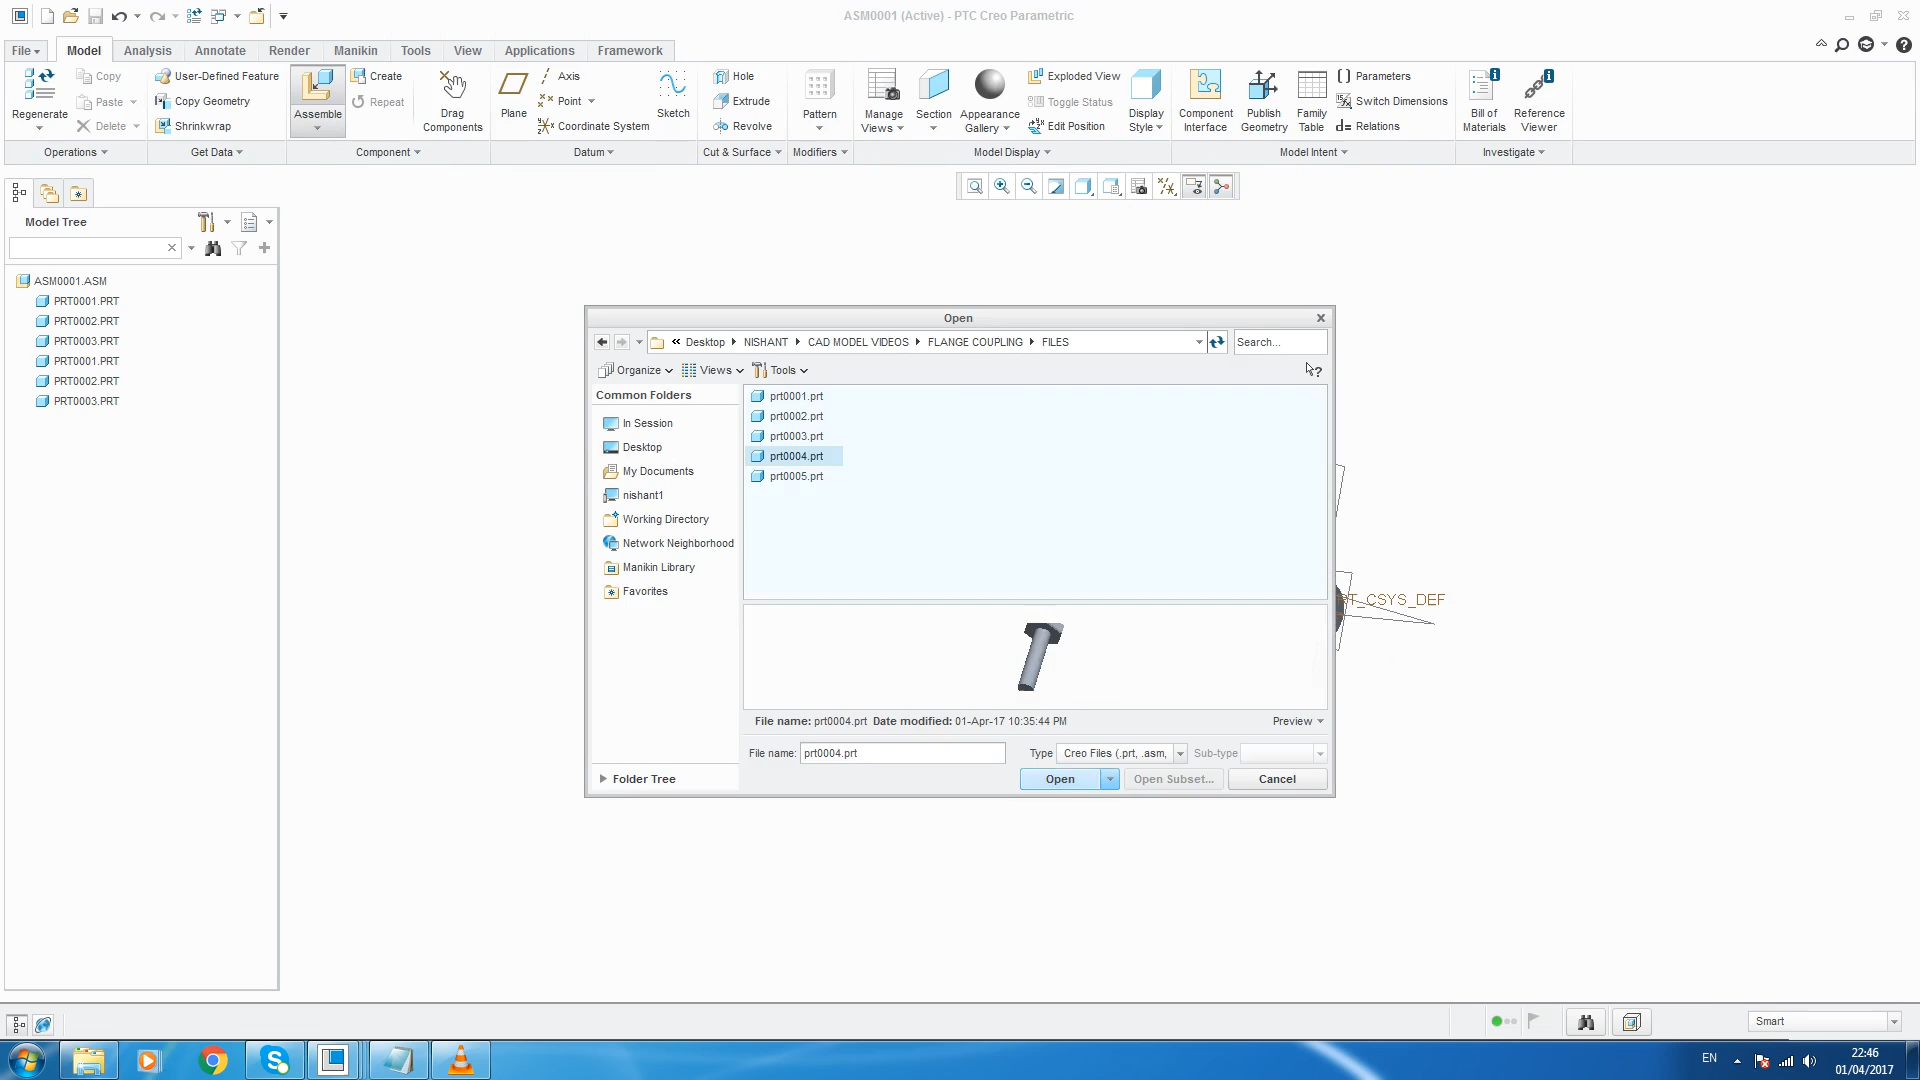 ASM0001 (Active) - PTC Creo Parametric
File
Model
Analysis
Annotate
Render
Manikin
Tools
View
Applications
Framework
Regenerate
Copy
Paste
Delete
User-Defined Feature
Copy Geometry
Shrinkwrap
Assemble
Create
Repeat
Drag
Components
Plane
Axis
Point
Coordinate System
Sketch
Hole
Extrude
Revolve
Pattern
Manage
Views
Section
Appearance
Gallery
Exploded View
Toggle Status
Edit Position
Display
Style
Component
Interface
Publish
Geometry
Family
Table
Parameters
Switch Dimensions
Relations
Bill of
Materials
Reference
Viewer
Operations
Get Data
Component
Datum
Cut & Surface
Modifiers
Model Display
Model Intent
Investigate
Model Tree
ASM0001.ASM
PRT0001.PRT
PRT0002.PRT
PRT0003.PRT
PRT0001.PRT
PRT0002.PRT
PRT0003.PRT
Open
Desktop NISHANT CAD MODEL VIDEOS FLANGE COUPLING FILES
Search...
Organize Views Tools
Common Folders
In Session
Desktop
My Documents
nishant1
Working Directory
Network Neighborhood
Manikin Library
Favorites
Folder Tree
prt0001.prt
prt0002.prt
prt0003.prt
prt0004.prt
prt0005.prt
File name: prt0004.prt Date modified: 01-Apr-17 10:35:44 PM
Preview
File name: prt0004.prt
Type Creo Files (.prt, .asm,
Sub-type
Open
Open Subset...
Cancel
_CSYS_DEF
Smart
EN
22:46
01/04/2017